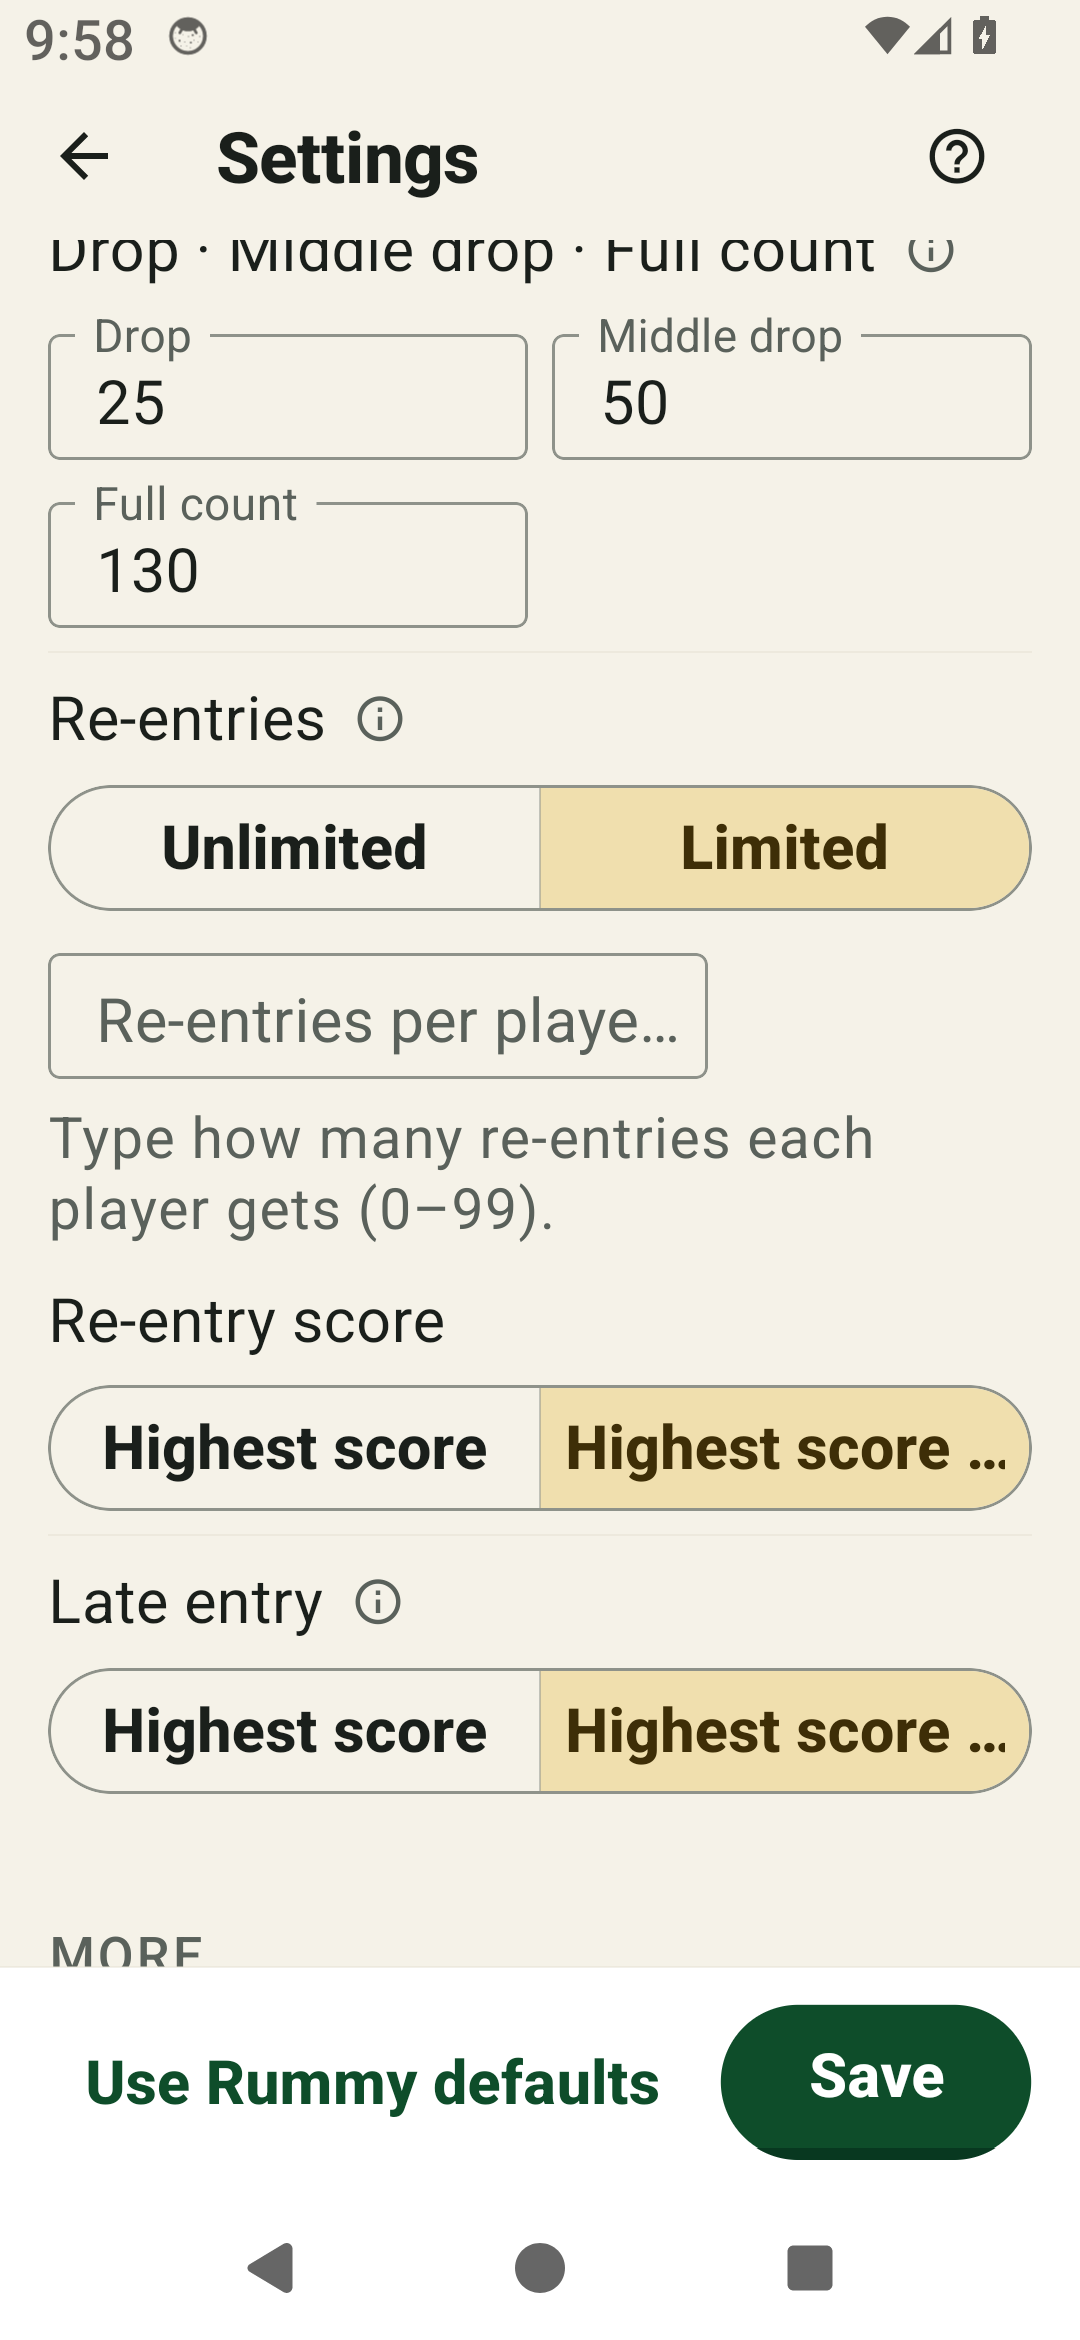 9:58
Settings
Drop · Middle drop · Full count
Drop
25
Middle drop
50
Full count
130
Re-entries
Unlimited
Limited
Re-entries per playe…
Type how many re-entries each
player gets (0–99).
Re-entry score
Highest score
Highest score …
Late entry
Highest score
Highest score …
MORE
Use Rummy defaults
Save